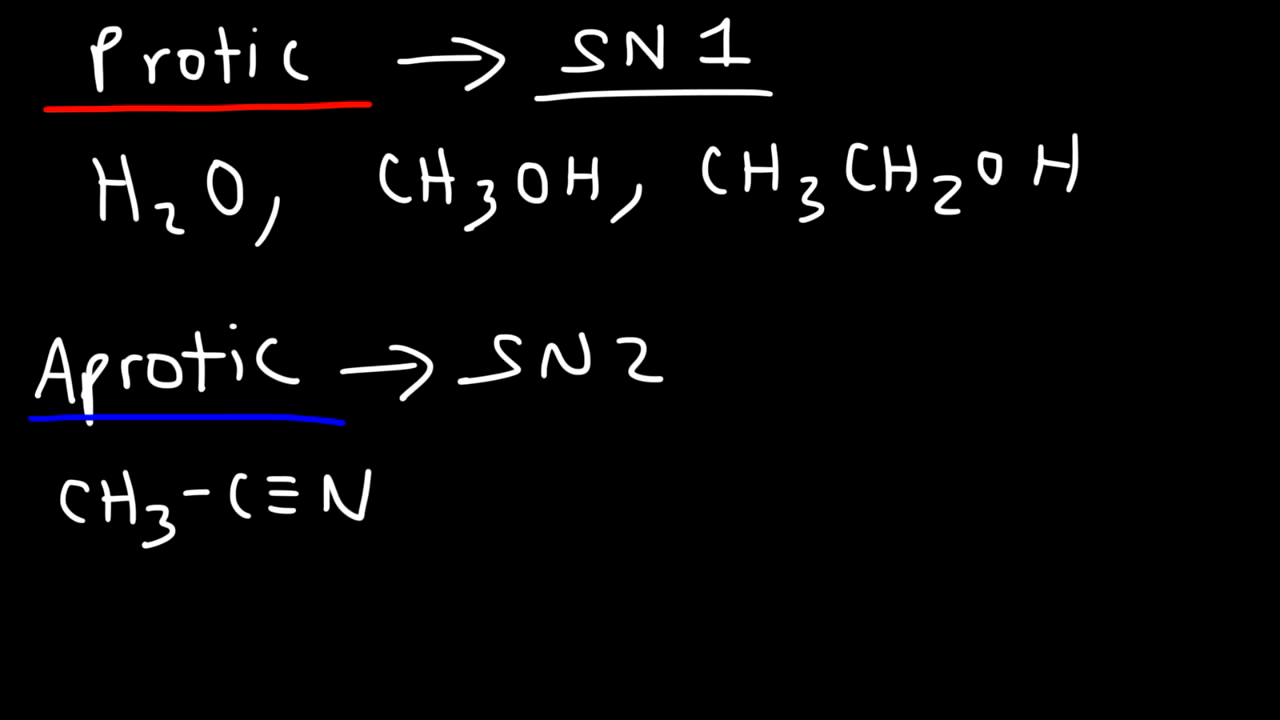 Protic → SN1
H₂O, CH₃OH, CH₃CH₂OH
Aprotic → SN2
CH₃-C≡N